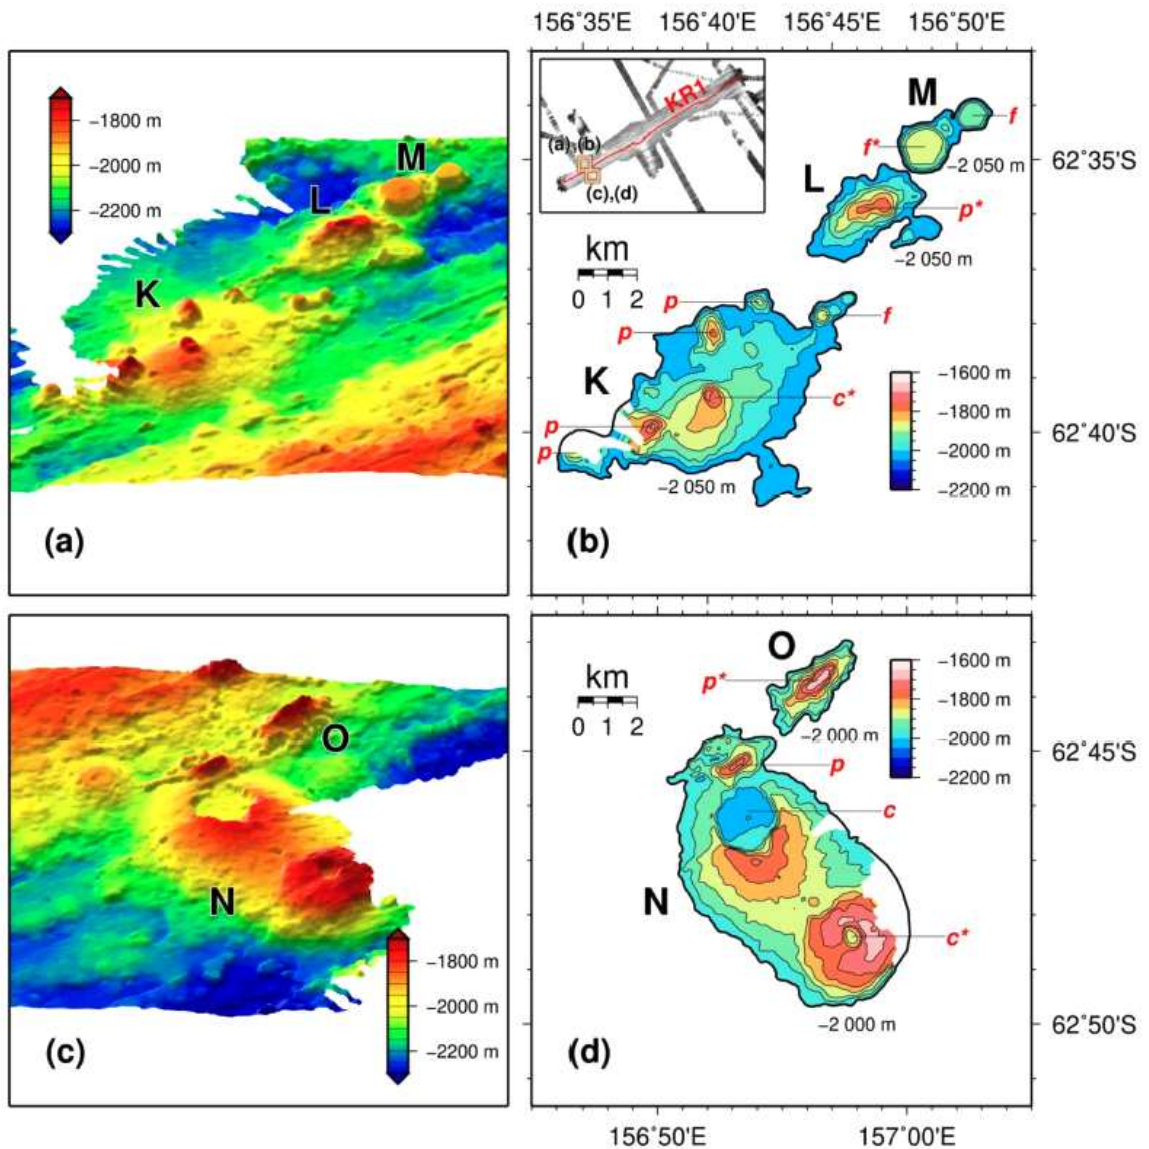 156˚35'E 156˚40'E 156˚45'E 156˚50'E
−1800 m
−2000 m
−2200 m
M
L
K
(a)
KR1
(a),(b)
(c),(d)
M
f
f*
−2 050 m
62˚35'S
L
p*
−2 050 m
km
0 1 2
p
p
f
K
c*
p
p
−2 050 m
−1600 m
−1800 m
−2000 m
−2200 m
62˚40'S
(b)
O
N
−1800 m
−2000 m
−2200 m
(c)
km
0 1 2
O
p*
−2 000 m
−1600 m
−1800 m
−2000 m
−2200 m
62˚45'S
p
c
N
c*
−2 000 m
62˚50'S
(d)
156˚50'E 157˚00'E